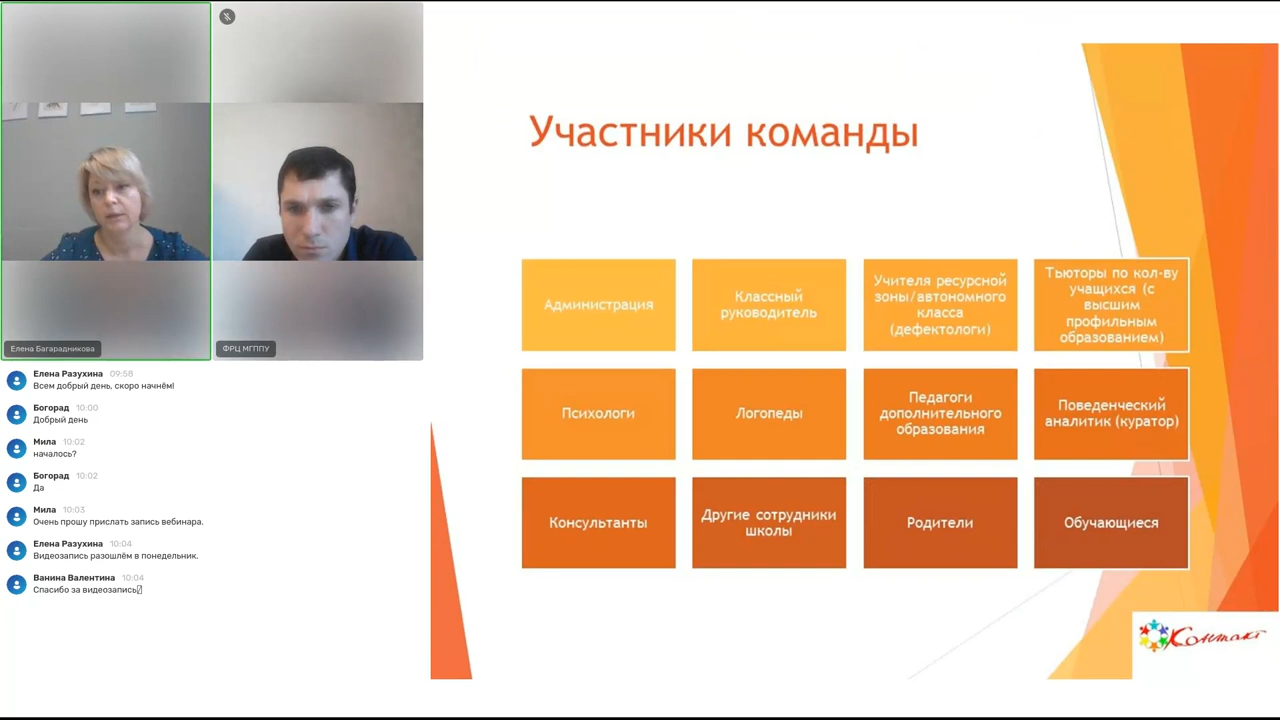 Елена Багарадникова
ФРЦ МГППУ
Елена Разухина 09:58
Всем добрый день, скоро начнём!
Богорад 10:00
Добрый день
Мила 10:02
началось?
Богорад 10:02
Да
Мила 10:03
Очень прошу прислать запись вебинара.
Елена Разухина 10:04
Видеозапись разошлём в понедельник.
Ванина Валентина 10:04
Спасибо за видеозапись
Участники команды
Администрация
Классный
руководитель
Учителя ресурсной
зоны/автономного
класса
(дефектологи)
Тьюторы по кол-ву
учащихся (с
высшим
профильным
образованием)
Психологи
Логопеды
Педагоги
дополнительного
образования
Поведенческий
аналитик (куратор)
Консультанты
Другие сотрудники
школы
Родители
Обучающиеся
Контакт